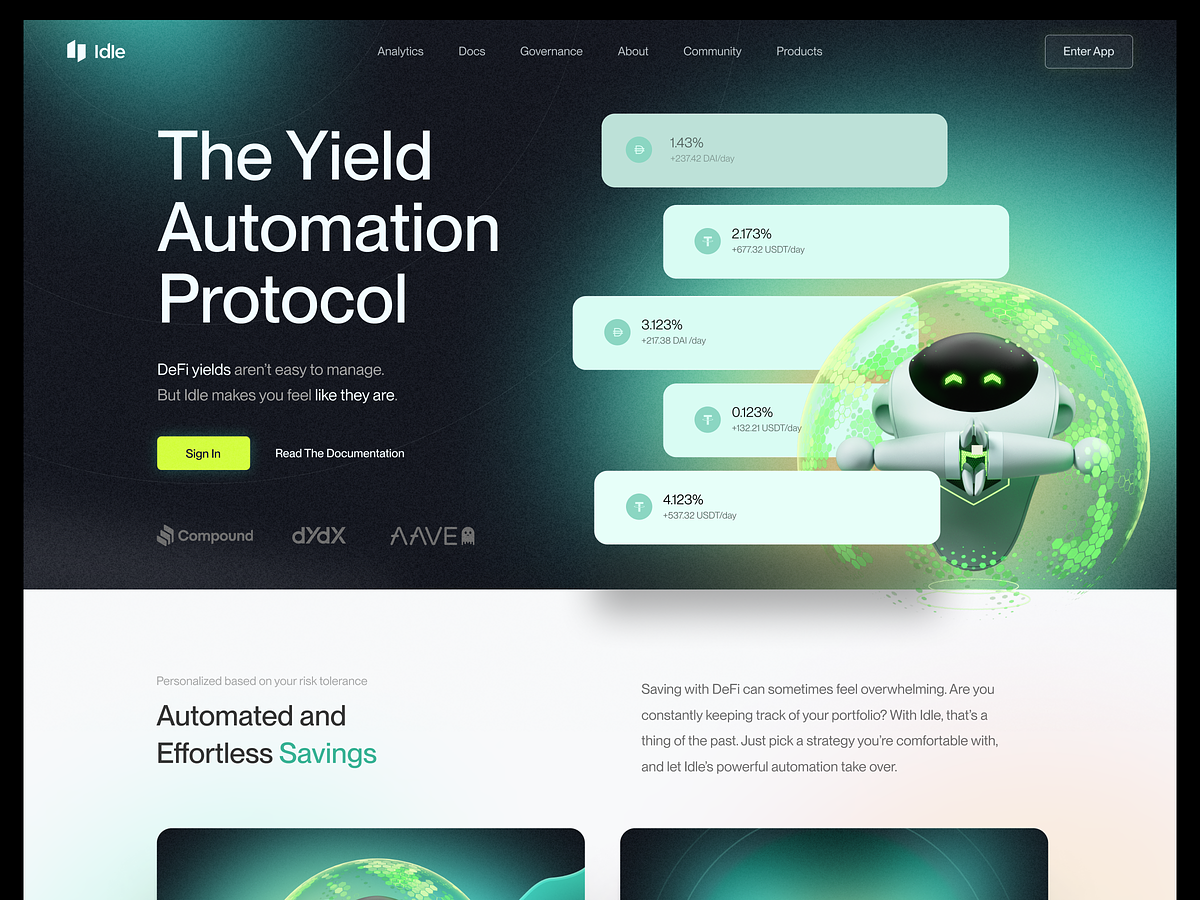 Idle
Analytics
Docs
Governance
About
Community
Products
Enter App
The Yield
Automation
Protocol
DeFi yields aren't easy to manage.
But Idle makes you feel like they are.
Sign In
Read The Documentation
Compound
dYdX
AAVE
1.43%
+237.42 DAI/day
2.173%
+677.32 USDT/day
3.123%
+217.38 DAI /day
0.123%
+132.21 USDT/day
4.123%
+537.32 USDT/day
Personalized based on your risk tolerance
Automated and
Effortless Savings
Saving with DeFi can sometimes feel overwhelming. Are you
constantly keeping track of your portfolio? With Idle, that's a
thing of the past. Just pick a strategy you're comfortable with,
and let Idle's powerful automation take over.